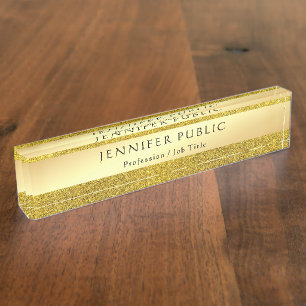 JENNIFER PUBLIC
Profession / Job Title